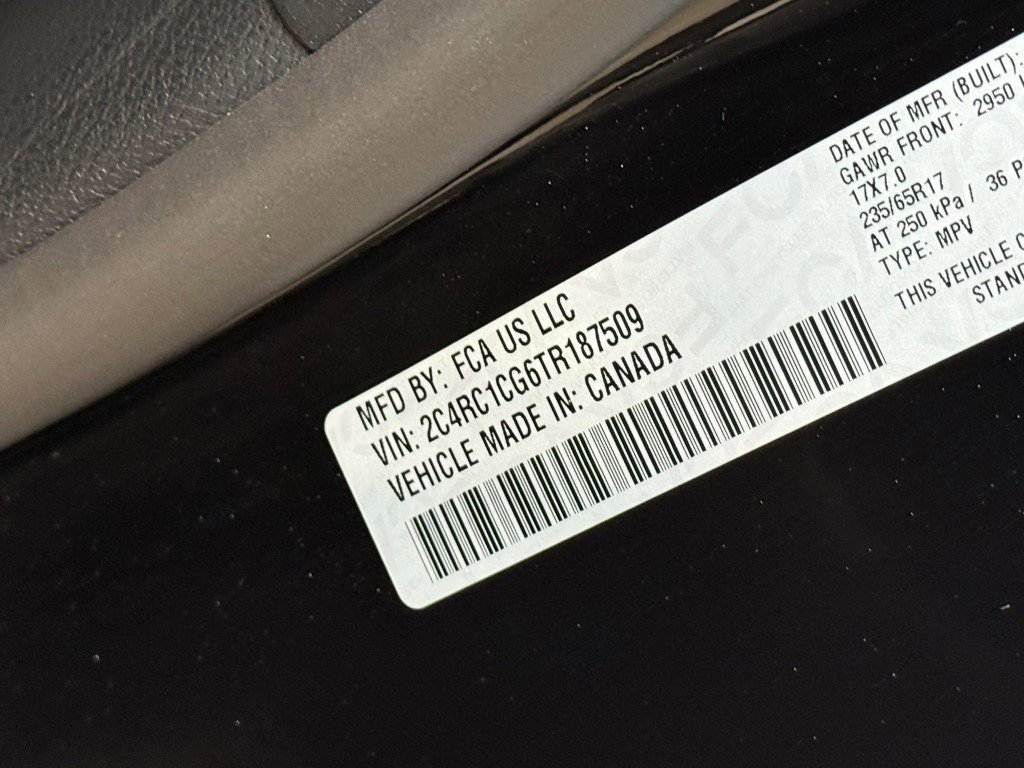 MFD BY: FCA US LLC
VIN: 2C4RC1CG6TR187509
VEHICLE MADE IN: CANADA
DATE OF MFR (BUILT):
GAWR FRONT: 2950
17X7.0
235/65R17
AT 250 kPa / 36 P
TYPE: MPV
THIS VEHICLE
STAND